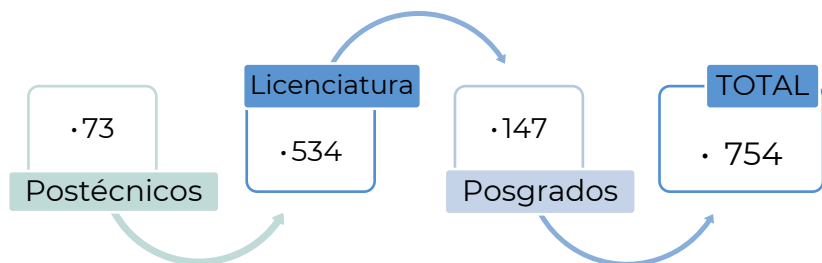 ·73
Postécnicos
Licenciatura
·534
·147
Posgrados
TOTAL
· 754